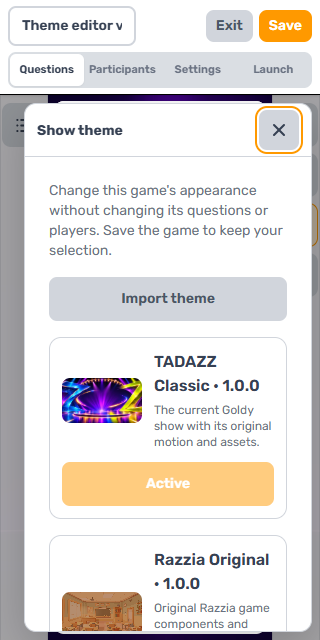 Theme editor v
Exit
Save
Questions
Participants
Settings
Launch
Show theme
Change this game's appearance
without changing its questions or
players. Save the game to keep your
selection.
Import theme
TADAZZ
Classic • 1.0.0
The current Goldy
show with its original
motion and assets.
Active
Razzia Original
• 1.0.0
Original Razzia game
components and